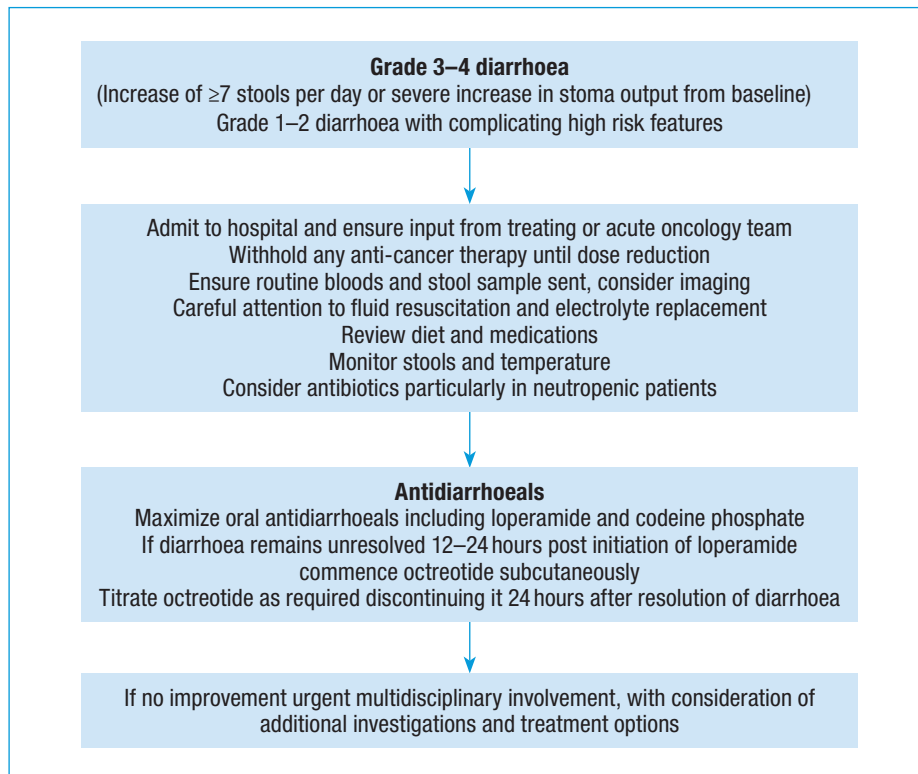 Grade 3–4 diarrhoea
(Increase of ≥7 stools per day or severe increase in stoma output from baseline)
Grade 1–2 diarrhoea with complicating high risk features
Admit to hospital and ensure input from treating or acute oncology team
Withhold any anti-cancer therapy until dose reduction
Ensure routine bloods and stool sample sent, consider imaging
Careful attention to fluid resuscitation and electrolyte replacement
Review diet and medications
Monitor stools and temperature
Consider antibiotics particularly in neutropenic patients
Antidiarrhoeals
Maximize oral antidiarrhoeals including loperamide and codeine phosphate
If diarrhoea remains unresolved 12–24 hours post initiation of loperamide
commence octreotide subcutaneously
Titrate octreotide as required discontinuing it 24 hours after resolution of diarrhoea
If no improvement urgent multidisciplinary involvement, with consideration of
additional investigations and treatment options